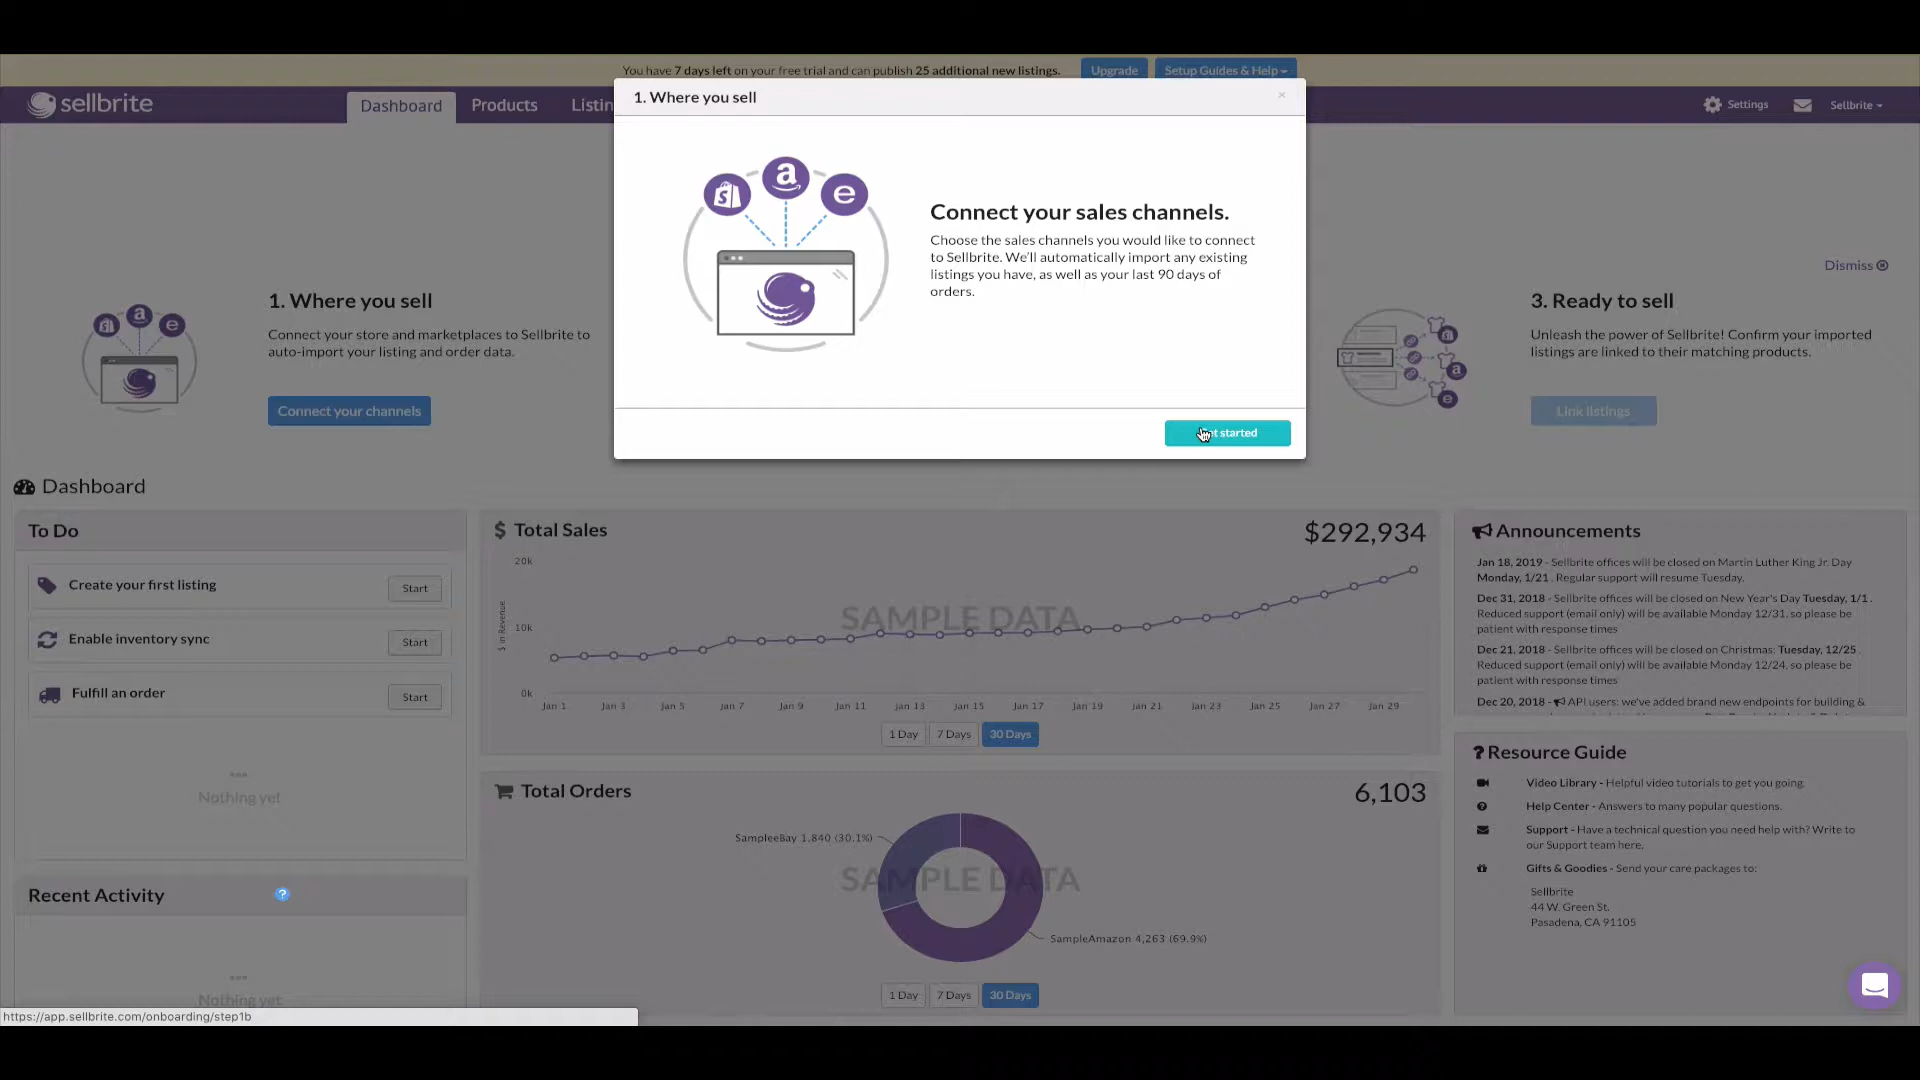 You have 7 days left on your free trial and can publish 25 additional new listings.
Upgrade
Setup Guides & Help
sellbrite
Dashboard
Products
Settings
Sellbrite
1. Where you sell
×
Connect your sales channels.
Choose the sales channels you would like to connect
to Sellbrite. We'll automatically import any existing
listings you have, as well as your last 90 days of
orders.
started
Dismiss
1. Where you sell
Connect your store and marketplaces to Sellbrite to
auto-import your listing and order data.
Connect your channels
3. Ready to sell
Unleash the power of Sellbrite! Confirm your imported
listings are linked to their matching products.
Link listings
Dashboard
To Do
Create your first listing
Start
Enable inventory sync
Start
Fulfill an order
Start
Nothing yet
Recent Activity
?
Nothing yet
$ Total Sales
$292,934
20k
10k
0k
$ in Revenue
SAMPLE DATA
Jan 1
Jan 3
Jan 5
Jan 7
Jan 9
Jan 11
Jan 13
Jan 15
Jan 17
Jan 19
Jan 21
Jan 23
Jan 25
Jan 27
Jan 29
1 Day
7 Days
30 Days
Total Orders
6,103
SampleeBay 1,840 (30.1%)
SAMPLE DATA
SampleAmazon 4,263 (69.9%)
1 Day
7 Days
30 Days
Announcements
Jan 18, 2019 - Sellbrite offices will be closed on Martin Luther King Jr. Day
Monday, 1/21. Regular support will resume Tuesday.
Dec 31, 2018 - Sellbrite offices will be closed on New Year's Day Tuesday, 1/1.
Reduced support (email only) will be available Monday 12/31, so please be
patient with response times
Dec 21, 2018 - Sellbrite offices will be closed on Christmas: Tuesday, 12/25.
Reduced support (email only) will be available Monday 12/24, so please be
patient with response times
Dec 20, 2018 - API users: we've added brand new endpoints for building &
? Resource Guide
Video Library - Helpful video tutorials to get you going
Help Center - Answers to many popular questions.
Support - Have a technical question you need help with? Write to
our Support team here.
Gifts & Goodies - Send your care packages to:
Sellbrite
44 W. Green St.
Pasadena, CA 91105
https://app.sellbrite.com/onboarding/step1b